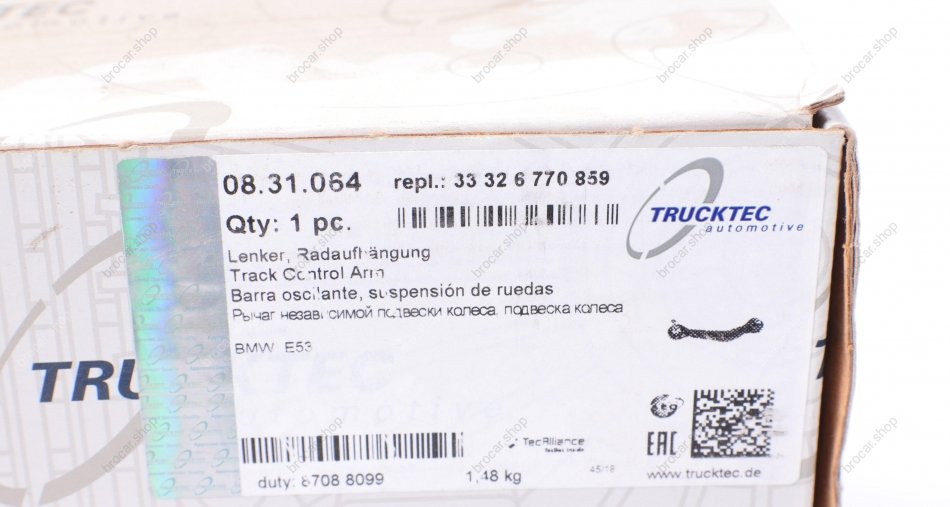 08.31.064 repl.: 33 32 6 770 859
Qty: 1 pc.
TRUCKTEC
automotive
Lenker, Radaufhängung
Track Control Arm
Barra oscilante, suspensión de ruedas
Рычаг независимой подвески колеса, подвеска колеса
BMW E53
TRU
TecAlliance
EAC
45/18
duty: 8708 8099 1,48 kg www.trucktec.de
brocar.shop